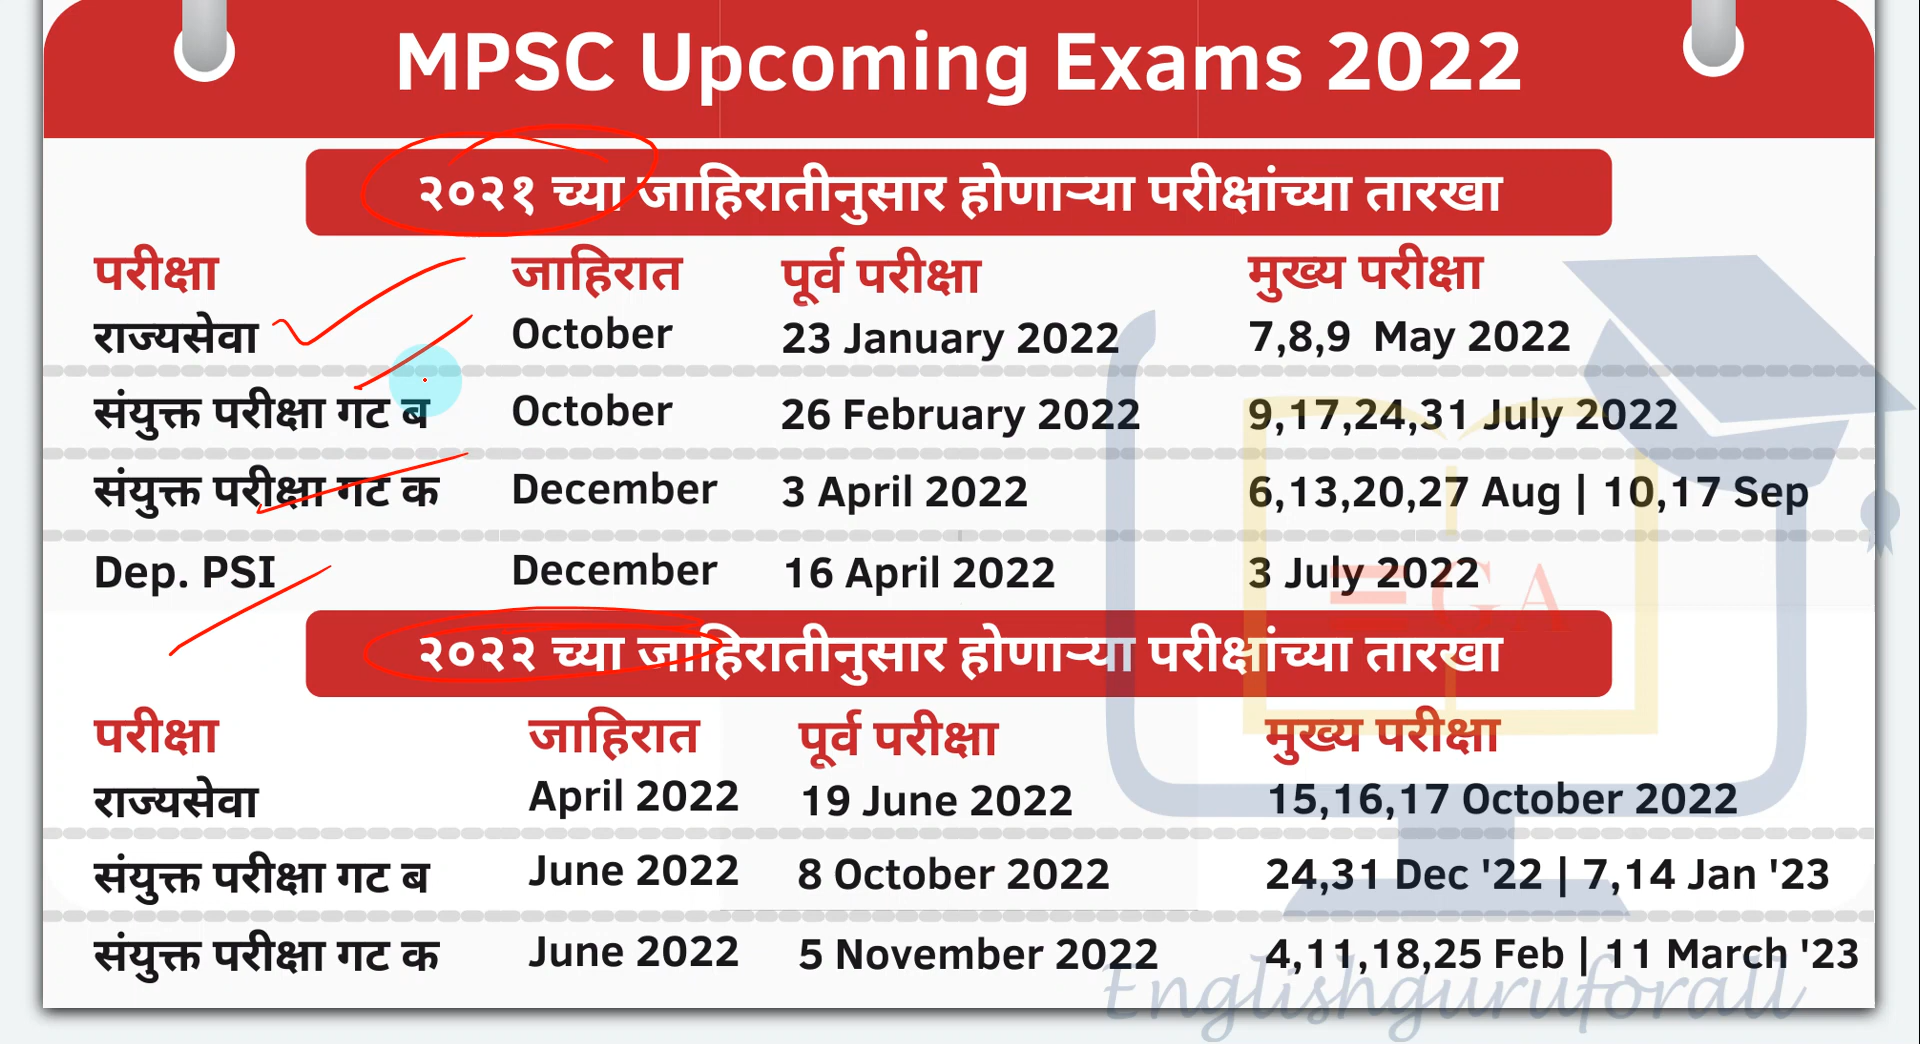 MPSC Upcoming Exams 2022
२०२१ च्या जाहिरातीनुसार होणाऱ्या परीक्षांच्या तारखा
परीक्षा जाहिरात पूर्व परीक्षा मुख्य परीक्षा
राज्यसेवा October 23 January 2022 7,8,9 May 2022
संयुक्त परीक्षा गट ब October 26 February 2022 9,17,24,31 July 2022
संयुक्त परीक्षा गट क December 3 April 2022 6,13,20,27 Aug | 10,17 Sep
Dep. PSI December 16 April 2022 3 July 2022
GA
२०२२ च्या जाहिरातीनुसार होणाऱ्या परीक्षांच्या तारखा
परीक्षा जाहिरात पूर्व परीक्षा मुख्य परीक्षा
राज्यसेवा April 2022 19 June 2022 15,16,17 October 2022
संयुक्त परीक्षा गट ब June 2022 8 October 2022 24,31 Dec '22 | 7,14 Jan '23
संयुक्त परीक्षा गट क June 2022 5 November 2022 4,11,18,25 Feb | 11 March '23
Englishguruforall